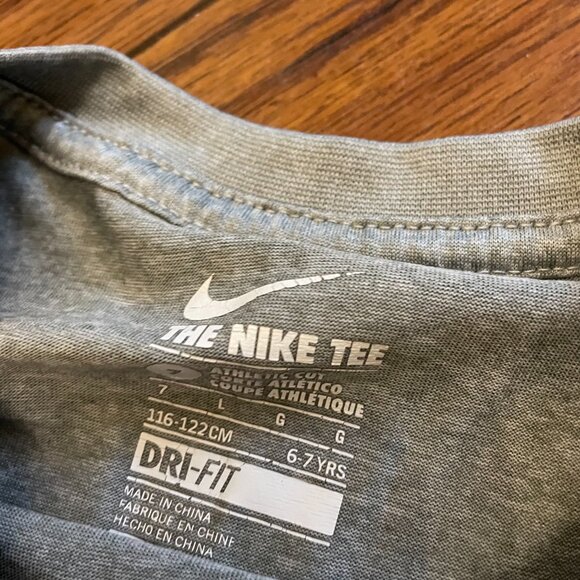 THE NIKE TEE
7 ATHLETIC CUT
CORTE ATLÉTICO
COUPE ATHLÉTIQUE
7 L G G
116-122CM 6-7 YRS
DRI-FIT
MADE IN CHINA
FABRIQUÉ EN CHINE
HECHO EN CHINA